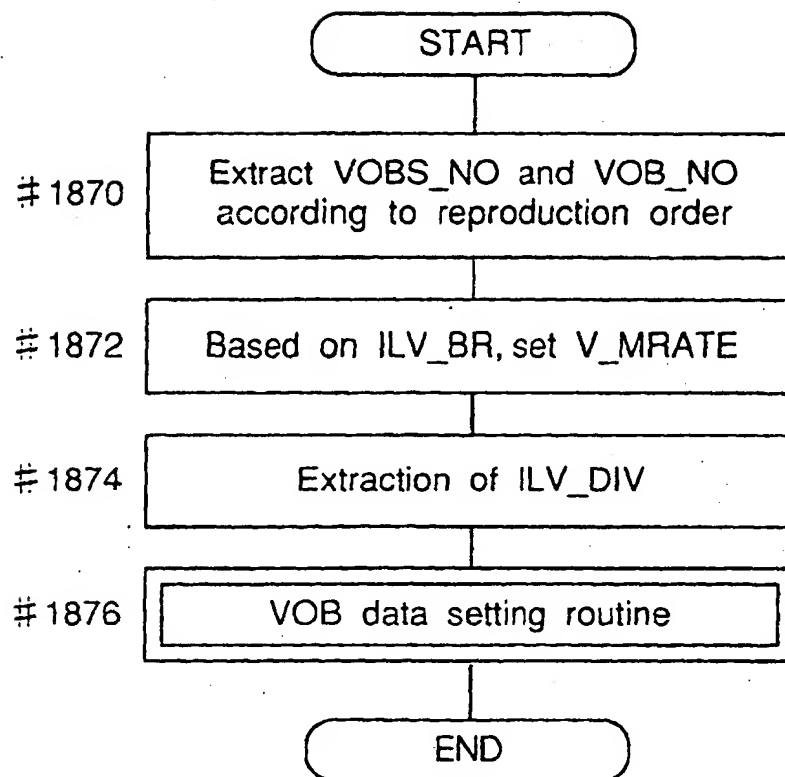 START
#1870
Extract VOBS_NO and VOB_NO
according to reproduction order
#1872
Based on ILV_BR, set V_MRATE
#1874
Extraction of ILV_DIV
#1876
VOB data setting routine
END